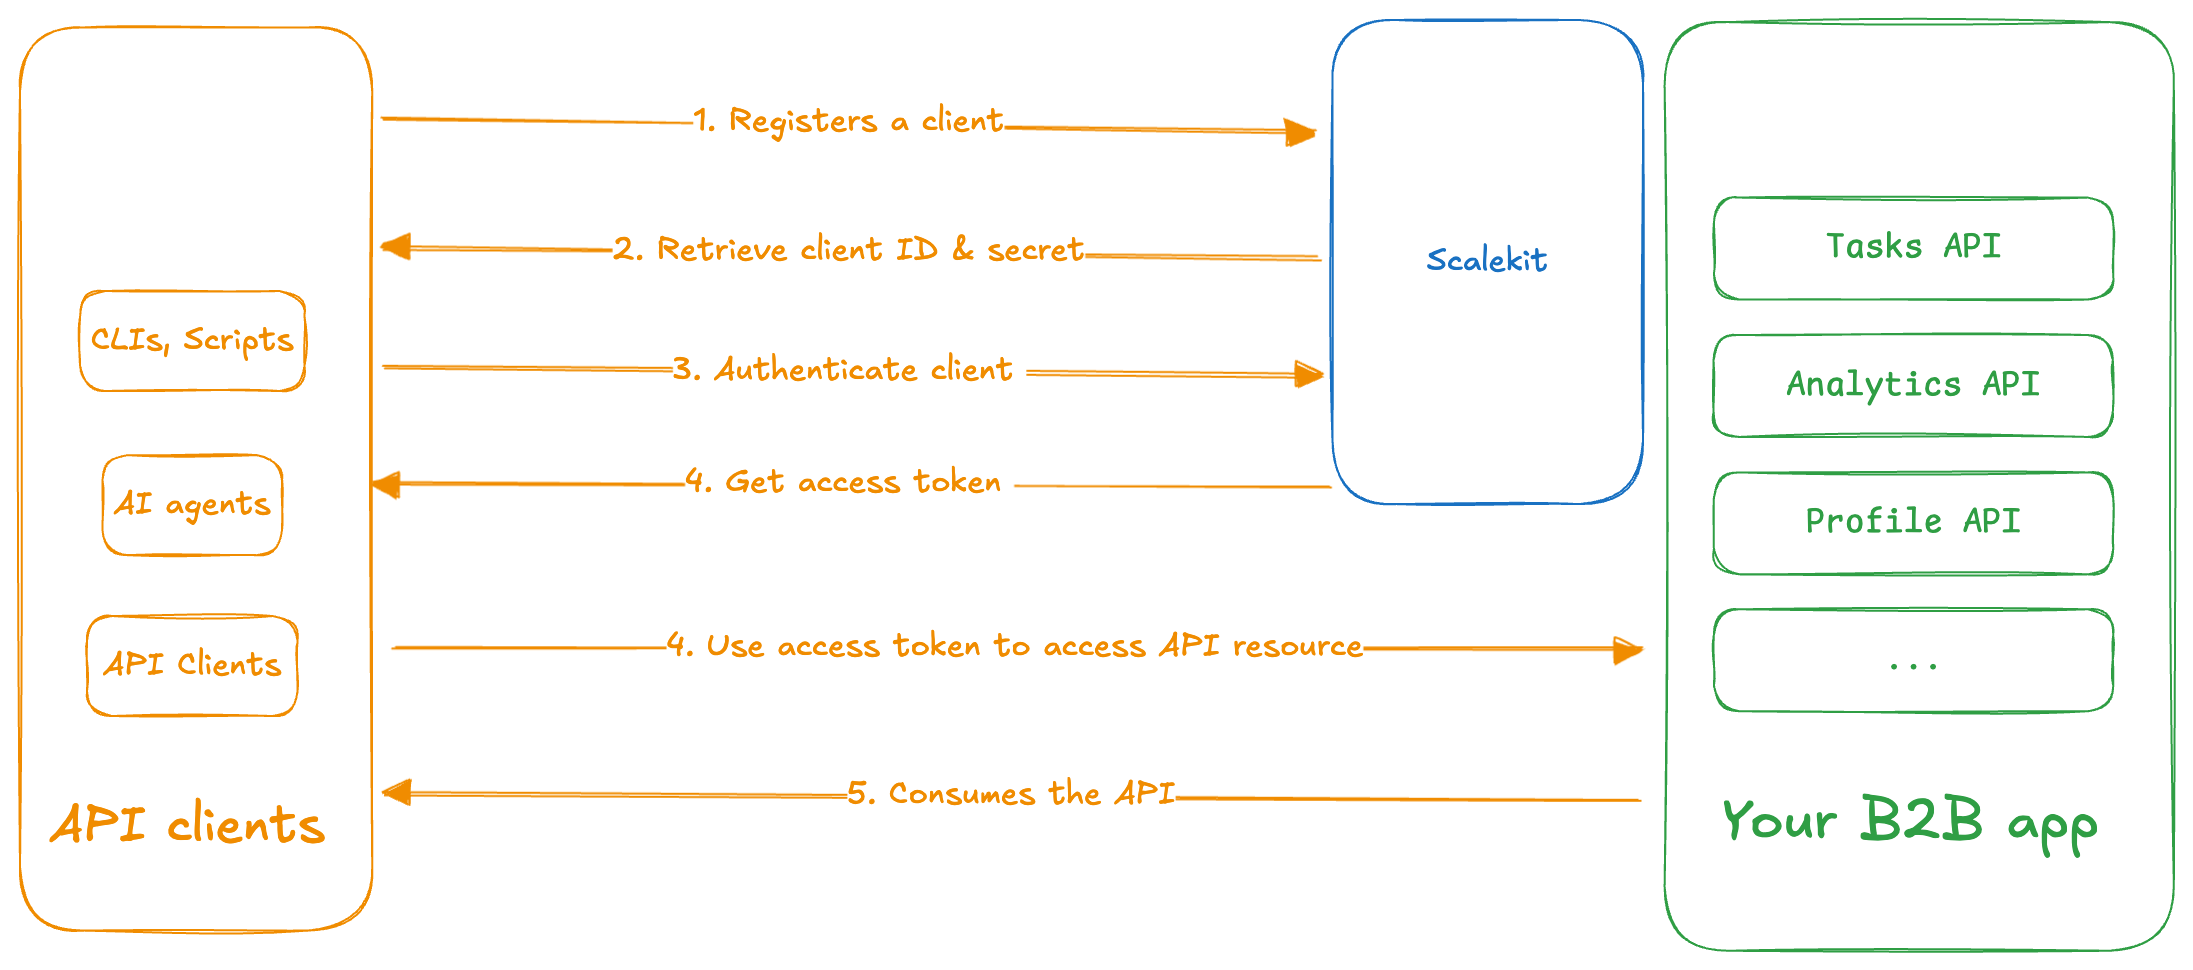 1. Registers a client
2. Retrieve client ID & secret
3. Authenticate client
4. Get access token
4. Use access token to access API resource
5. Consumes the API
CLIs, Scripts
AI agents
API Clients
API clients
Scalekit
Tasks API
Analytics API
Profile API
...
Your B2B app